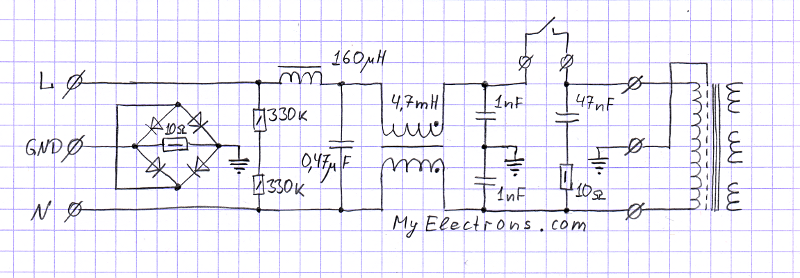 160μH
L
4,7mH
1nF
47nF
330K
10Ω
GND
0,47μF
330K
1nF
10Ω
N
MyElectrons.com